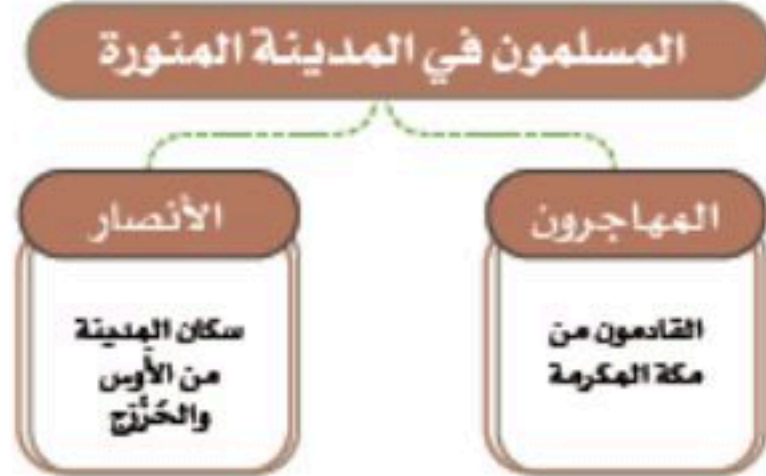 المسلمون في المدينة المنورة
المهاجرون
القادمون من
مكة المكرمة
الأنصار
سكان المدينة
من الأوس
والخزرج